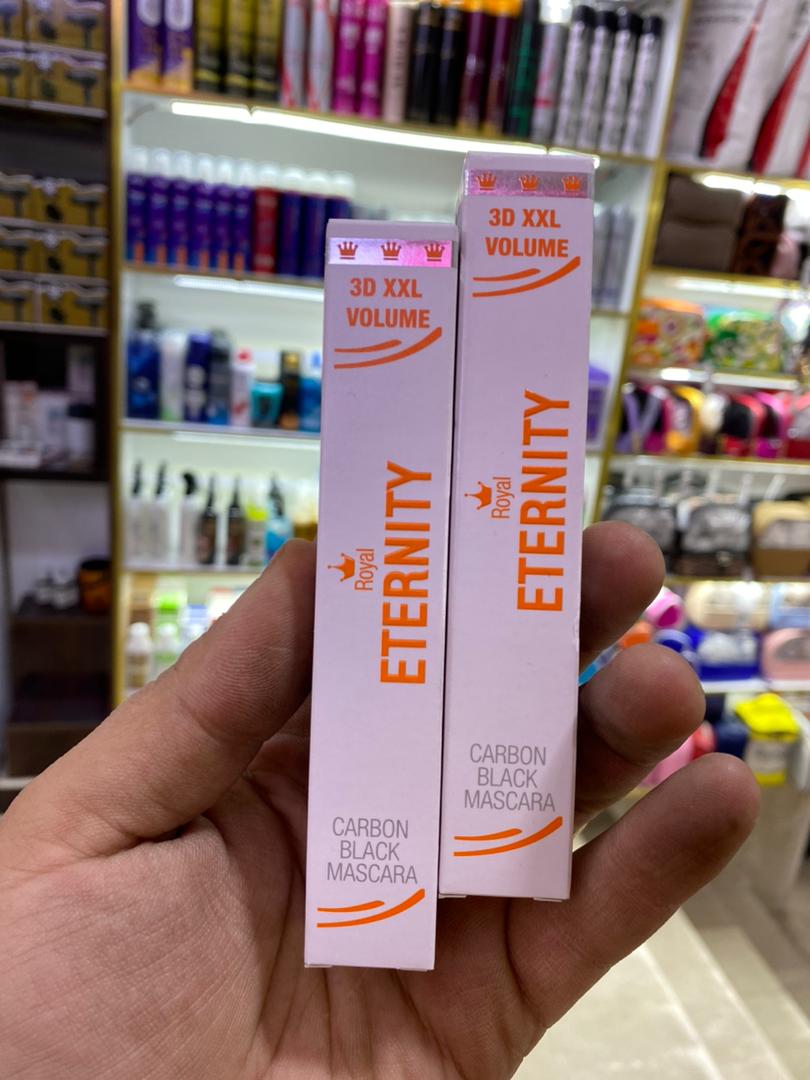 3D XXL
VOLUME
Royal
ETERNITY
CARBON
BLACK
MASCARA
3D XXL
VOLUME
Royal
ETERNITY
CARBON
BLACK
MASCARA